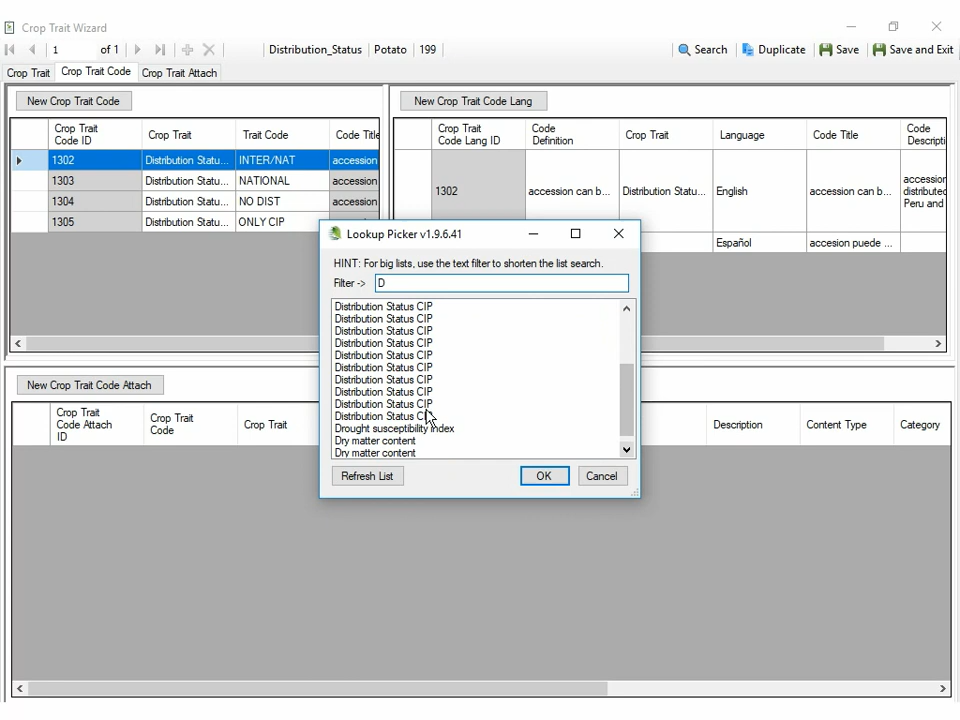 Crop Trait Wizard
1 of 1 Distribution_Status Potato 199 Search Duplicate Save Save and Exit
Crop Trait Crop Trait Code Crop Trait Attach
New Crop Trait Code
Crop Trait Code ID Crop Trait Trait Code Code Title
1302 Distribution Statu... INTER/NAT accession
1303 Distribution Statu... NATIONAL accession
1304 Distribution Statu... NO DIST accession
1305 Distribution Statu... ONLY CIP
New Crop Trait Code Lang
Crop Trait Code Lang ID Code Definition Crop Trait Language Code Title Code Descripti
1302 accession can b... Distribution Statu... English accession can b... accession distributed Peru and
Español accesion puede ...
Lookup Picker v1.9.6.41
HINT: For big lists, use the text filter to shorten the list search.
Filter -> D
Distribution Status CIP
Distribution Status CIP
Distribution Status CIP
Distribution Status CIP
Distribution Status CIP
Distribution Status CIP
Distribution Status CIP
Distribution Status CIP
Distribution Status CIP
Distribution Status CIP
Drought susceptibility index
Dry matter content
Dry matter content
Refresh List OK Cancel
New Crop Trait Code Attach
Crop Trait Code Attach ID Crop Trait Code Crop Trait Description Content Type Category